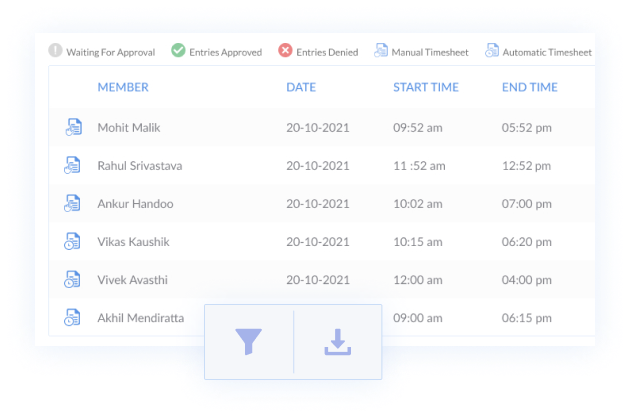 Waiting For Approval Entries Approved Entries Denied Manual Timesheet Automatic Timesheet
MEMBER DATE START TIME END TIME
Mohit Malik 20-10-2021 09:52 am 05:52 pm
Rahul Srivastava 20-10-2021 11 :52 am 12:52 pm
Ankur Handoo 20-10-2021 10:02 am 07:00 pm
Vikas Kaushik 20-10-2021 10:15 am 06:20 pm
Vivek Avasthi 20-10-2021 12:00 am 04:00 pm
Akhil Mendiratta 09:00 am 06:15 pm